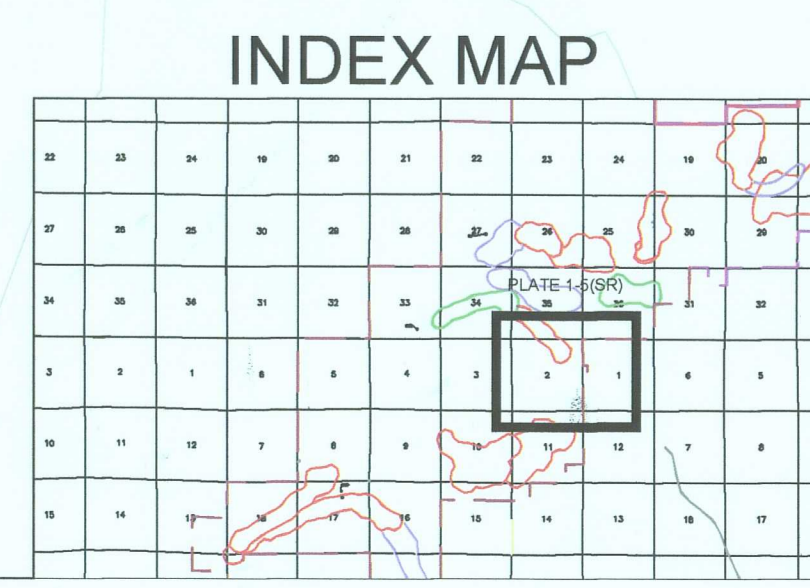 INDEX MAP
22 23 24 19 20 21 22 23 24 19 20
27 26 25 30 29 28 27 26 25 30 29
PLATE 1-5(SR)
34 35 36 31 32 33 34 35 36 31 32
3 2 1 6 5 4 3 2 1 6 5
10 11 12 7 8 9 10 11 12 7 8
15 14 13 18 17 16 15 14 13 18 17